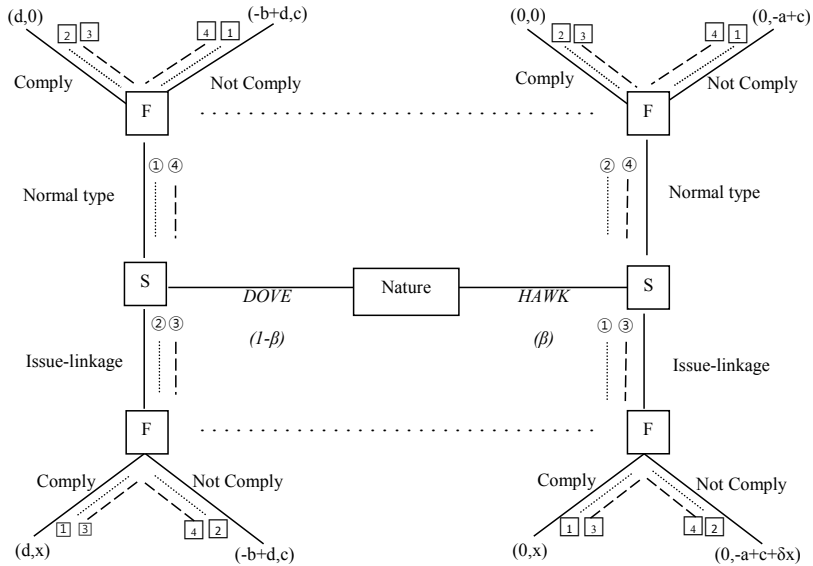 (d,0) (-b+d,c) (0,0) (0,-a+c)
2 3 4 1 2 3 4 1
Comply Not Comply Comply Not Comply
F F
① ④ ② ④
Normal type Normal type
S Nature S
DOVE HAWK
(1-β) (β)
② ③ ① ③
Issue-linkage Issue-linkage
F F
Comply Not Comply Comply Not Comply
1 3 4 2 1 3 4 2
(d,x) (-b+d,c) (0,x) (0,-a+c+δx)